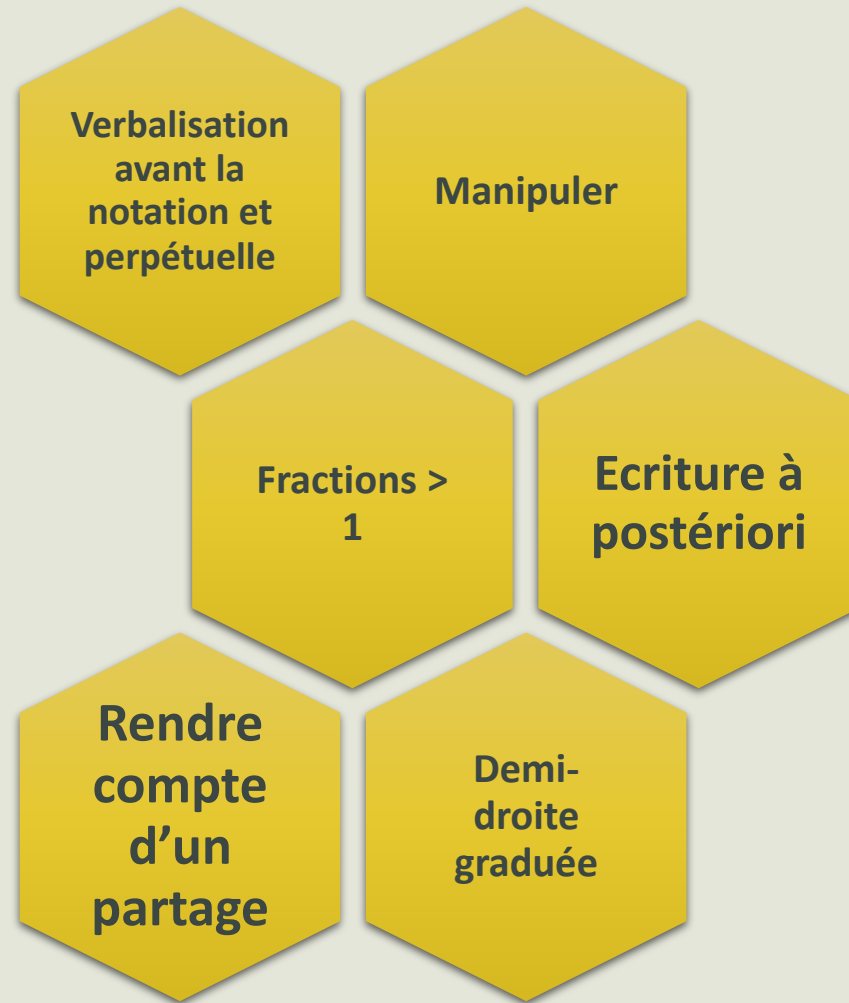 Verbalisation
avant la
notation et
perpétuelle
Manipuler
Fractions >
1
Ecriture à
postériori
Rendre
compte
d’un
partage
Demi-
droite
graduée